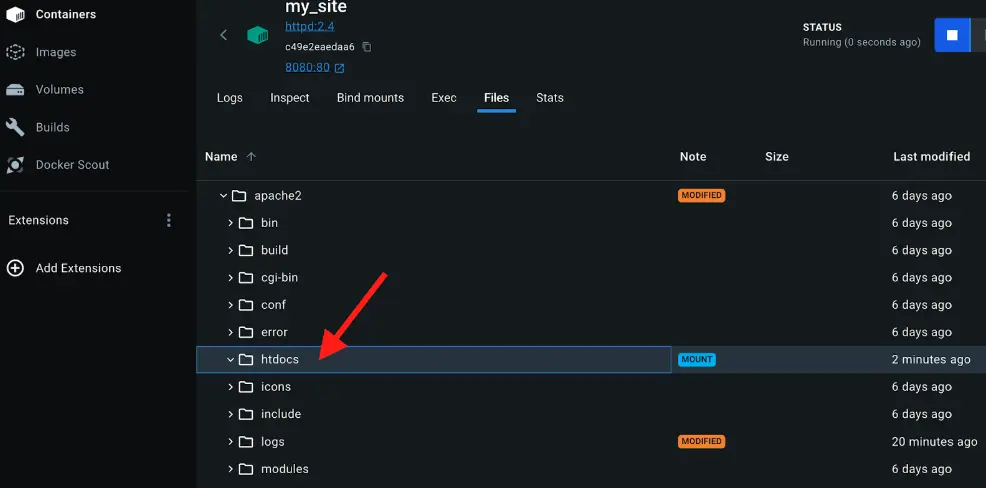 Containers
Images
Volumes
Builds
Docker Scout
Extensions
Add Extensions
my_site
httpd:2.4
c49e2eaedaa6
8080:80
STATUS
Running (0 seconds ago)
Logs Inspect Bind mounts Exec Files Stats
Name Note Size Last modified
apache2 MODIFIED 6 days ago
bin 6 days ago
build 6 days ago
cgi-bin 6 days ago
conf 6 days ago
error 6 days ago
htdocs MOUNT 2 minutes ago
icons 6 days ago
include 6 days ago
logs MODIFIED 20 minutes ago
modules 6 days ago